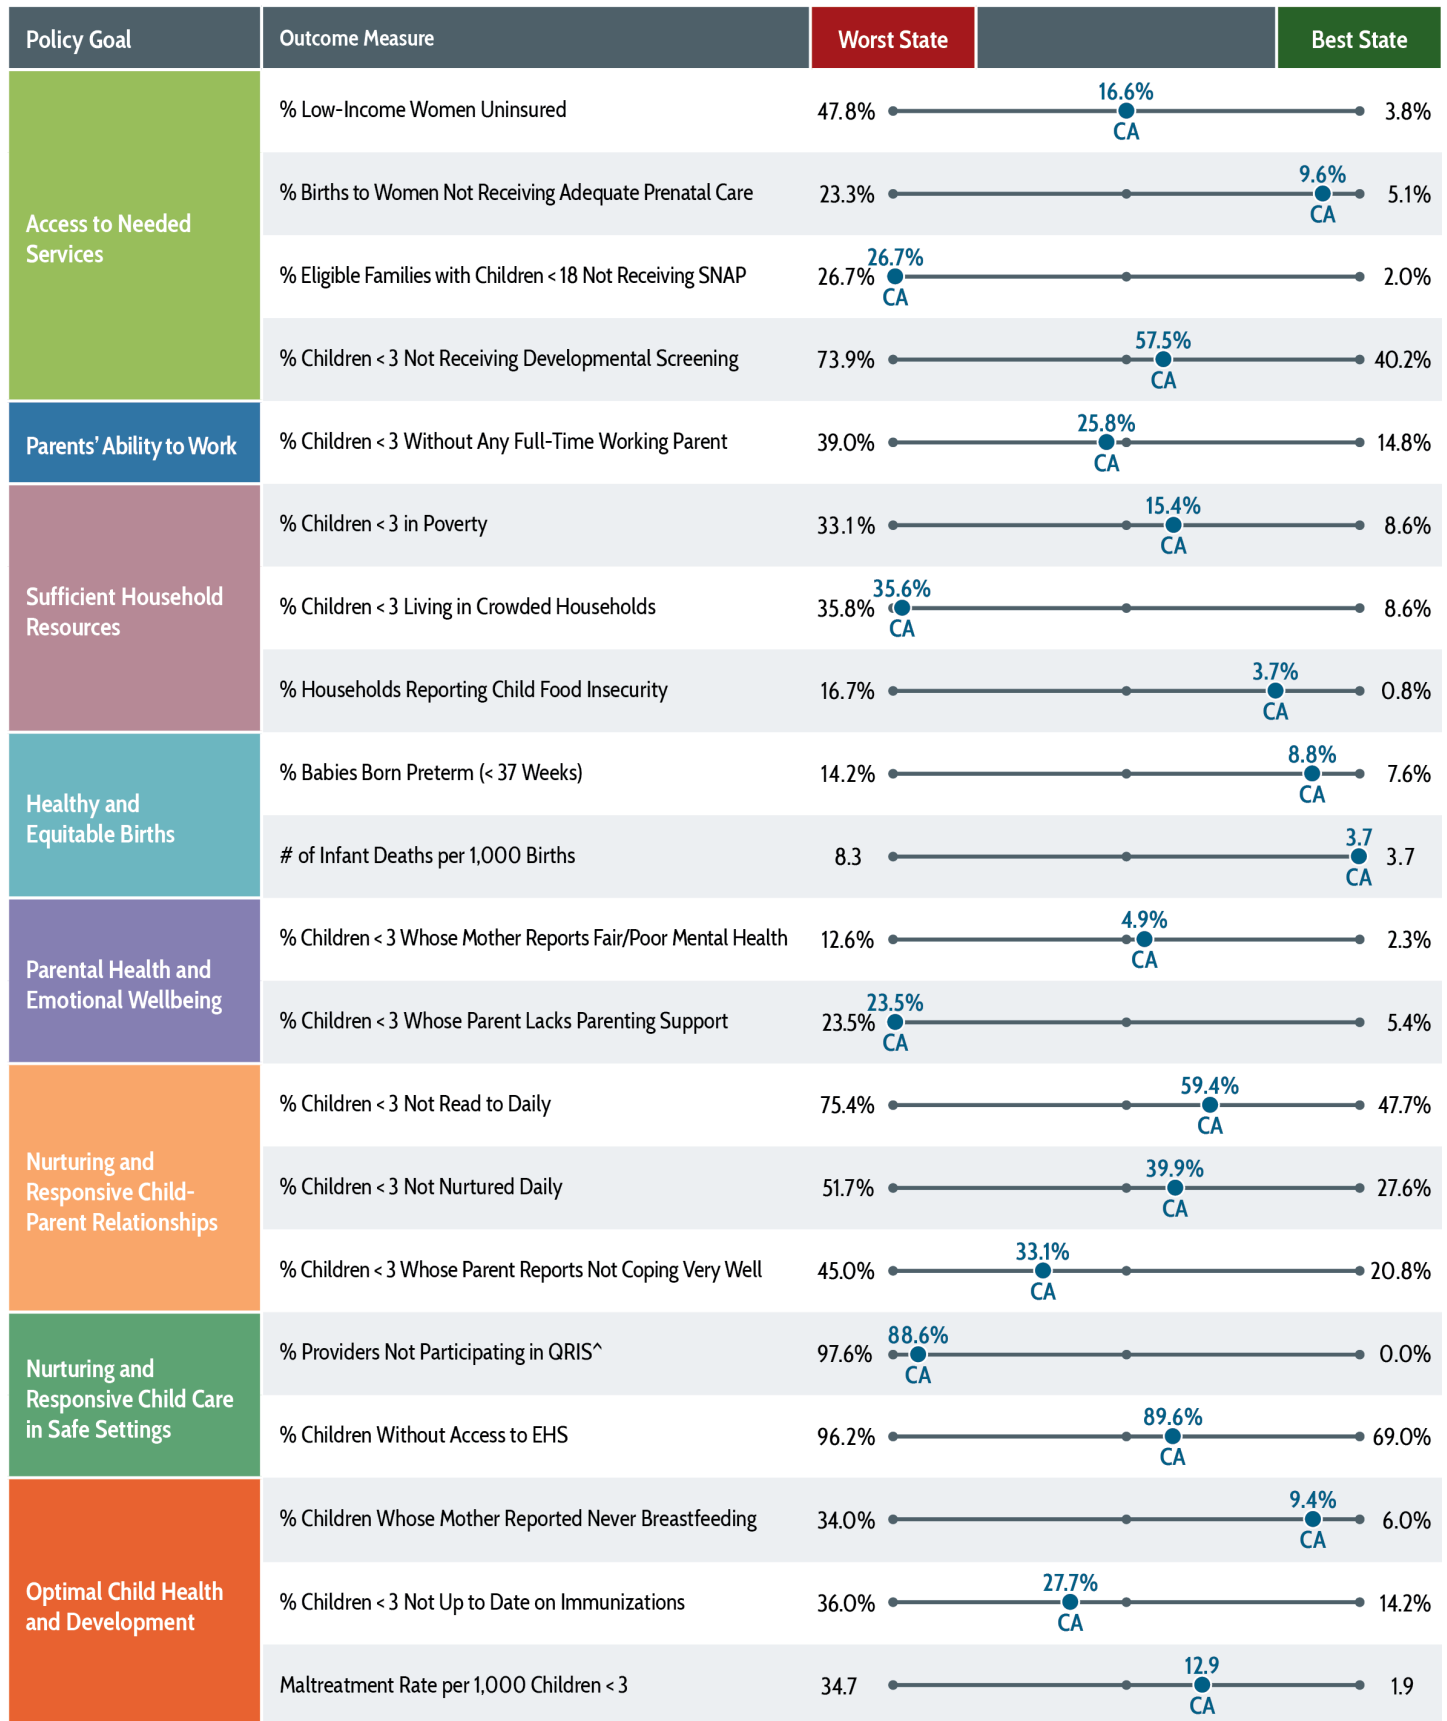 Policy Goal
Outcome Measure
Worst State
Best State
Access to Needed
Services
% Low-Income Women Uninsured
47.8%
16.6%
CA
3.8%
% Births to Women Not Receiving Adequate Prenatal Care
23.3%
9.6%
CA
5.1%
% Eligible Families with Children < 18 Not Receiving SNAP
26.7%
26.7%
CA
2.0%
% Children < 3 Not Receiving Developmental Screening
73.9%
57.5%
CA
40.2%
Parents' Ability to Work
% Children < 3 Without Any Full-Time Working Parent
39.0%
25.8%
CA
14.8%
Sufficient Household
Resources
% Children < 3 in Poverty
33.1%
15.4%
CA
8.6%
% Children < 3 Living in Crowded Households
35.8%
35.6%
CA
8.6%
% Households Reporting Child Food Insecurity
16.7%
3.7%
CA
0.8%
Healthy and
Equitable Births
% Babies Born Preterm (< 37 Weeks)
14.2%
8.8%
CA
7.6%
# of Infant Deaths per 1,000 Births
8.3
3.7
CA
3.7
Parental Health and
Emotional Wellbeing
% Children < 3 Whose Mother Reports Fair/Poor Mental Health
12.6%
4.9%
CA
2.3%
% Children < 3 Whose Parent Lacks Parenting Support
23.5%
23.5%
CA
5.4%
Nurturing and
Responsive Child-
Parent Relationships
% Children < 3 Not Read to Daily
75.4%
59.4%
CA
47.7%
% Children < 3 Not Nurtured Daily
51.7%
39.9%
CA
27.6%
% Children < 3 Whose Parent Reports Not Coping Very Well
45.0%
33.1%
CA
20.8%
Nurturing and
Responsive Child Care
in Safe Settings
% Providers Not Participating in QRIS^
97.6%
88.6%
CA
0.0%
% Children Without Access to EHS
96.2%
89.6%
CA
69.0%
Optimal Child Health
and Development
% Children Whose Mother Reported Never Breastfeeding
34.0%
9.4%
CA
6.0%
% Children < 3 Not Up to Date on Immunizations
36.0%
27.7%
CA
14.2%
Maltreatment Rate per 1,000 Children < 3
34.7
12.9
CA
1.9